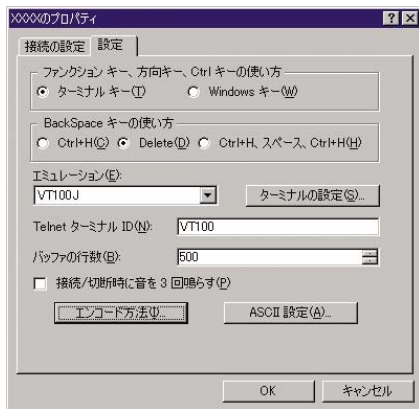 XXXXのプロパティ
接続の設定 設定
ファンクション キー、方向キー、Ctrl キーの使い方
ターミナル キー(T) Windows キー(W)
BackSpace キーの使い方
Ctrl+H(C) Delete(D) Ctrl+H、スペース、Ctrl+H(H)
エミュレーション(E):
VT100J ターミナルの設定(S)...
Telnet ターミナル ID(N): VT100
バッファの行数(B): 500
接続/切断時に音を 3 回鳴らす(P)
エンコード方法(I)... ASCII 設定(A)...
OK キャンセル